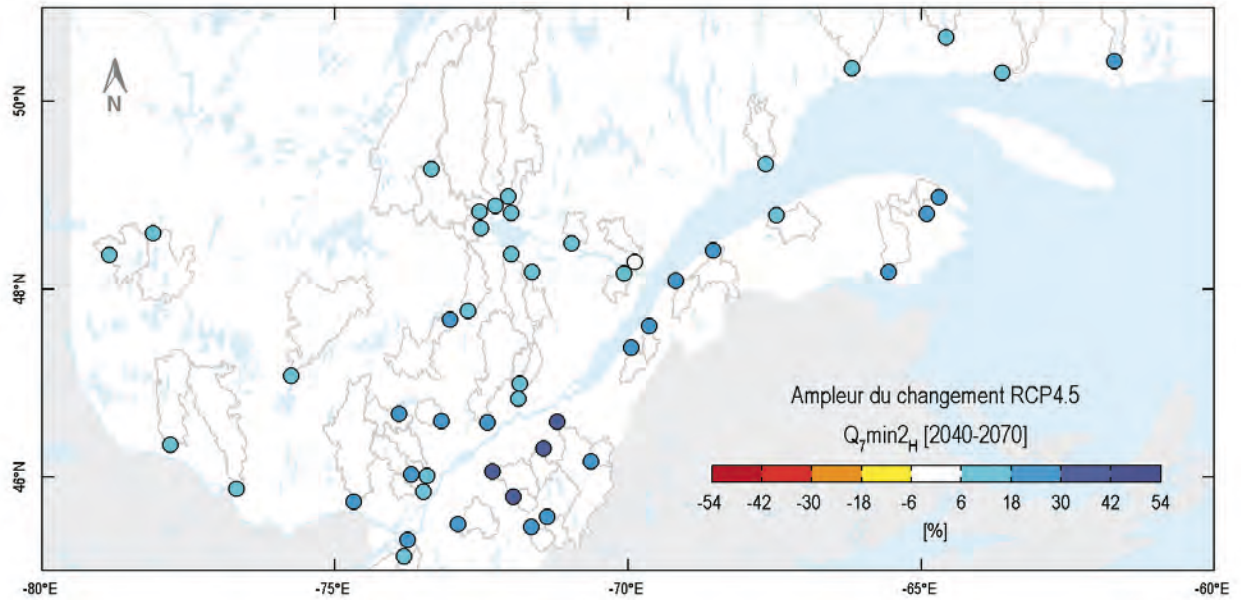 N
50°N
48°N
46°N
Ampleur du changement RCP4.5
Q₇min2_H [2040-2070]
-54 -42 -30 -18 -6 6 18 30 42 54
[%]
-80°E -75°E -70°E -65°E -60°E